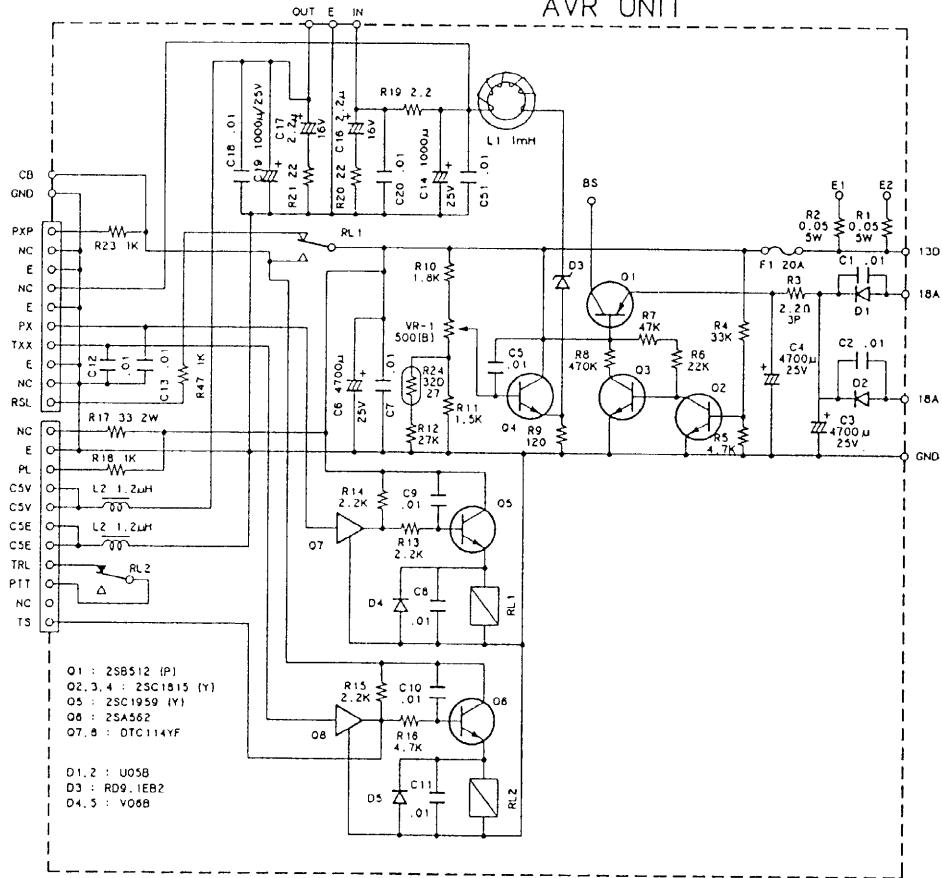 AVR UNIT
OUT E IN
C18 .01
C19 1000µ/25V
C17 2.2µ
16V
R21 22
C16 2.2µ
16V
R20 22
R19 2.2
C20 .01
C14 1000µ
25V
C51 .01
L1 1mH
CB
GND
PXP
NC
E
NC
E
PX
TXX
E
NC
RSL
R23 1K
C12 .01
C13 .01
R47 1K
RL1
BS
E1
E2
R2
0.05
5W
R1
0.05
5W
F1 20A
13D
C1 .01
D1
18A
R3
2.2Ω
3P
C2 .01
D2
18A
C4
4700µ
25V
C3
4700µ
25V
GND
R10
1.8K
VR-1
500(B)
R24
32D
27
R11
1.5K
R12
27K
C6 4700µ
25V
C7 .01
C5
.01
Q4
D3
R9
120
Q1
R8
470K
R7
47K
Q3
R6
22K
R4
33K
Q2
R5
4.7K
NC
E
PL
C5V
C5V
C5E
C5E
TRL
PTT
NC
TS
R17 33 2W
R18 1K
L2 1.2µH
L2 1.2µH
RL2
R14
2.2K
C9
.01
Q5
Q7
R13
2.2K
D4
C8
.01
RL1
R15
2.2K
C10
.01
Q6
Q8
R16
4.7K
D5
C11
.01
RL2
Q1 : 2SB512 (P)
Q2,3,4 : 2SC1815 (Y)
Q5 : 2SC1959 (Y)
Q6 : 2SA562
Q7,8 : DTC114YF
D1,2 : U05B
D3 : RD9.1EB2
D4,5 : V06B